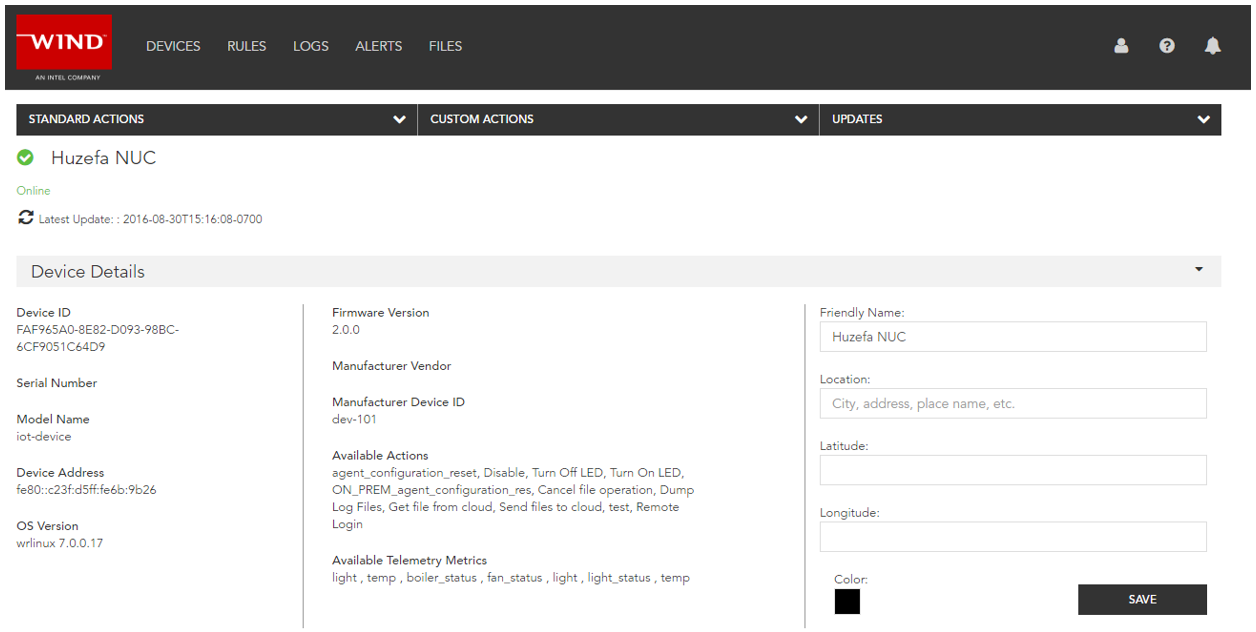 WIND
AN INTEL COMPANY
DEVICES RULES LOGS ALERTS FILES
STANDARD ACTIONS CUSTOM ACTIONS UPDATES
Huzefa NUC
Online
Latest Update: : 2016-08-30T15:16:08-0700
Device Details
Device ID
FAF965A0-8E82-D093-98BC-
6CF9051C64D9
Serial Number
Model Name
iot-device
Device Address
fe80::c23f:d5ff:fe6b:9b26
OS Version
wrlinux 7.0.0.17
Firmware Version
2.0.0
Manufacturer Vendor
Manufacturer Device ID
dev-101
Available Actions
agent_configuration_reset, Disable, Turn Off LED, Turn On LED,
ON_PREM_agent_configuration_res, Cancel file operation, Dump
Log Files, Get file from cloud, Send files to cloud, test, Remote
Login
Available Telemetry Metrics
light , temp , boiler_status , fan_status , light , light_status , temp
Friendly Name:
Huzefa NUC
Location:
City, address, place name, etc.
Latitude:
Longitude:
Color:
SAVE